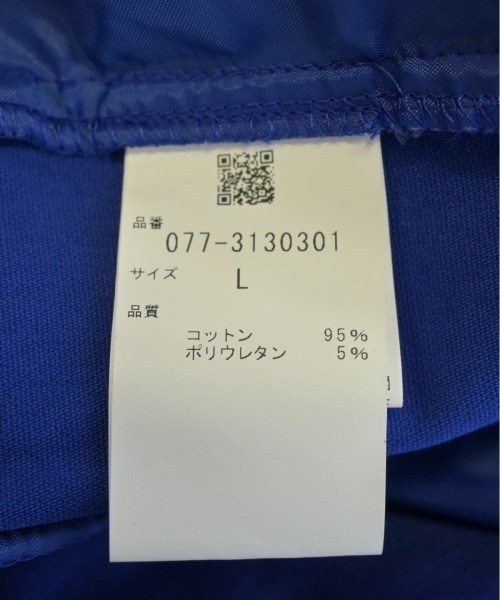 品番
077-3130301
サイズ L
品質
コットン 95%
ポリウレタン 5%